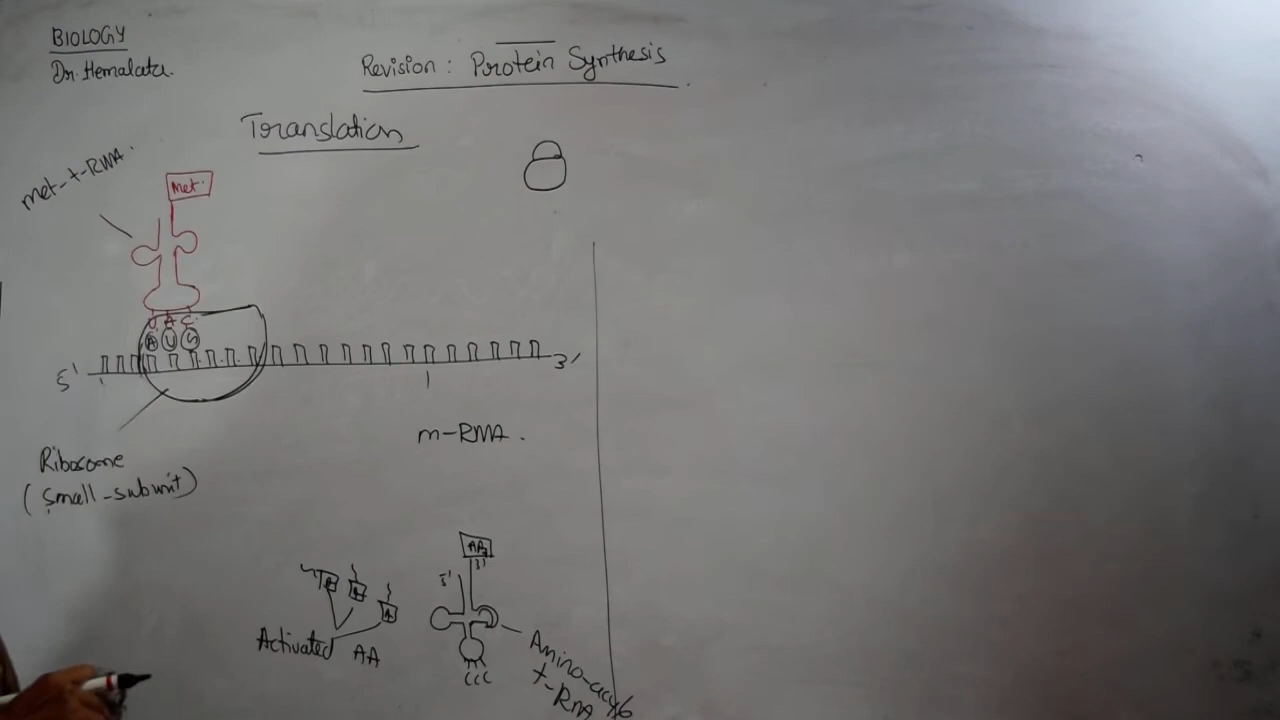 BIOLOGY
Dr. Hemalata.
Revision : Protein Synthesis
Translation
met-t-RNA.
Met.
U A C
A U G
5' 3'
m-RNA.
Ribosome
(small-subunit)
AA
5' 3'
Activated AA
CCC
Amino-acyl
t-RNA